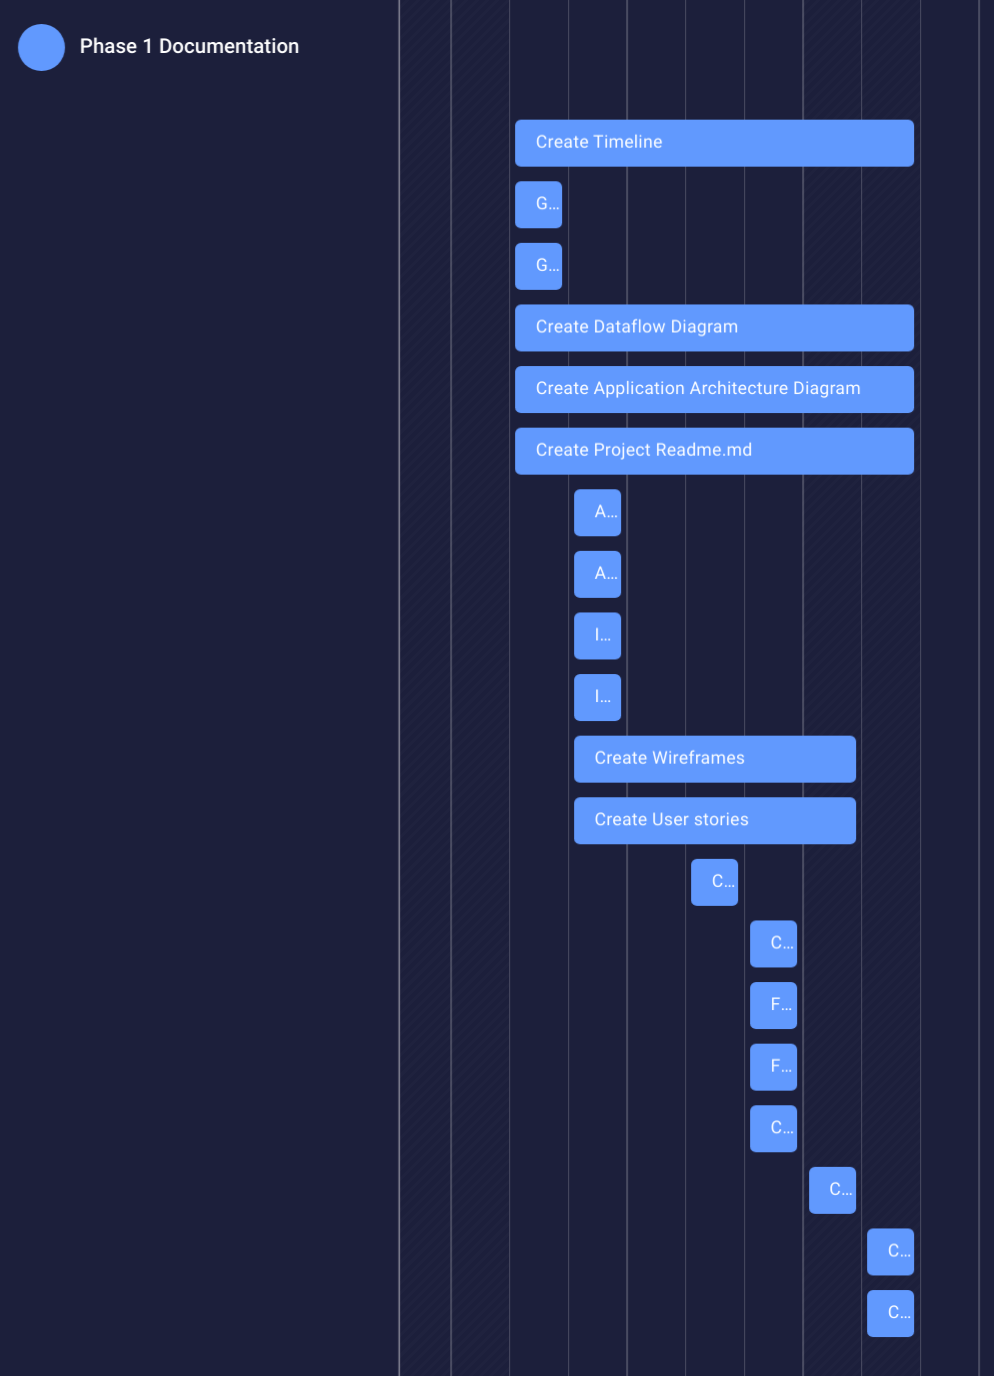 Phase 1 Documentation
Create Timeline
G...
G...
Create Dataflow Diagram
Create Application Architecture Diagram
Create Project Readme.md
A...
A...
I...
I...
Create Wireframes
Create User stories
C...
C...
F...
F...
C...
C...
C...
C...